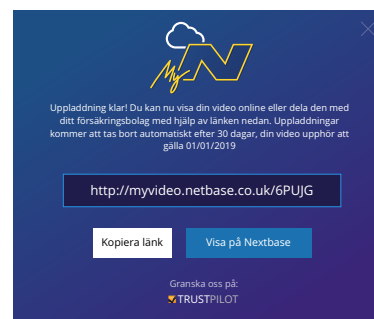 My N
Uppladdning klar! Du kan nu visa din video online eller dela den med
ditt försäkringsbolag med hjälp av länken nedan. Uppladdningar
kommer att tas bort automatiskt efter 30 dagar, din video upphör att
gälla 01/01/2019
http://myvideo.netbase.co.uk/6PUJG
Kopiera länk
Visa på Nextbase
Granska oss på:
TRUSTPILOT